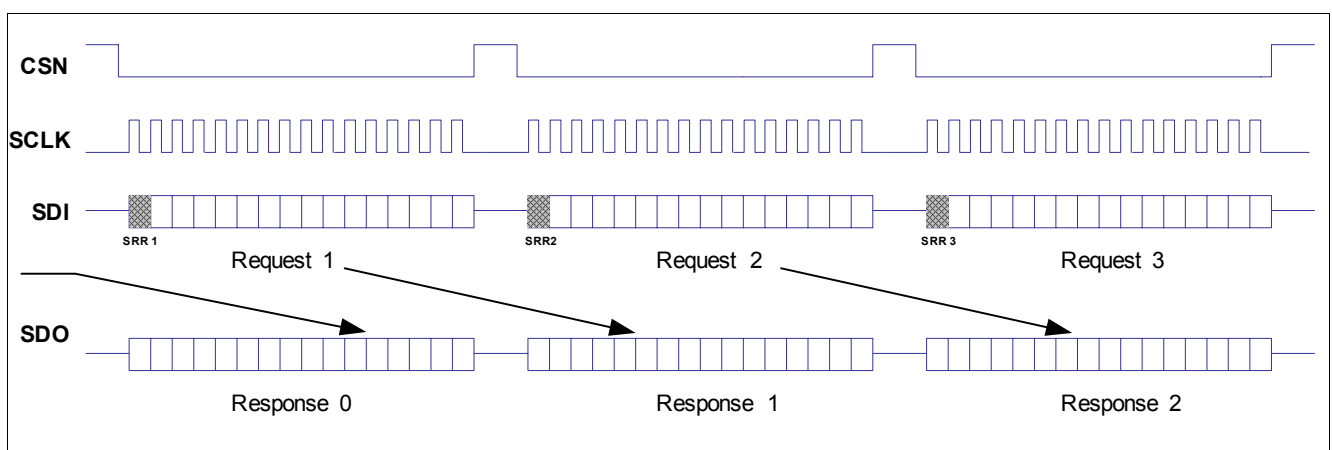 CSN
SCLK
SDI
SRR 1 SRR2 SRR 3
Request 1 Request 2 Request 3
SDO
Response 0 Response 1 Response 2